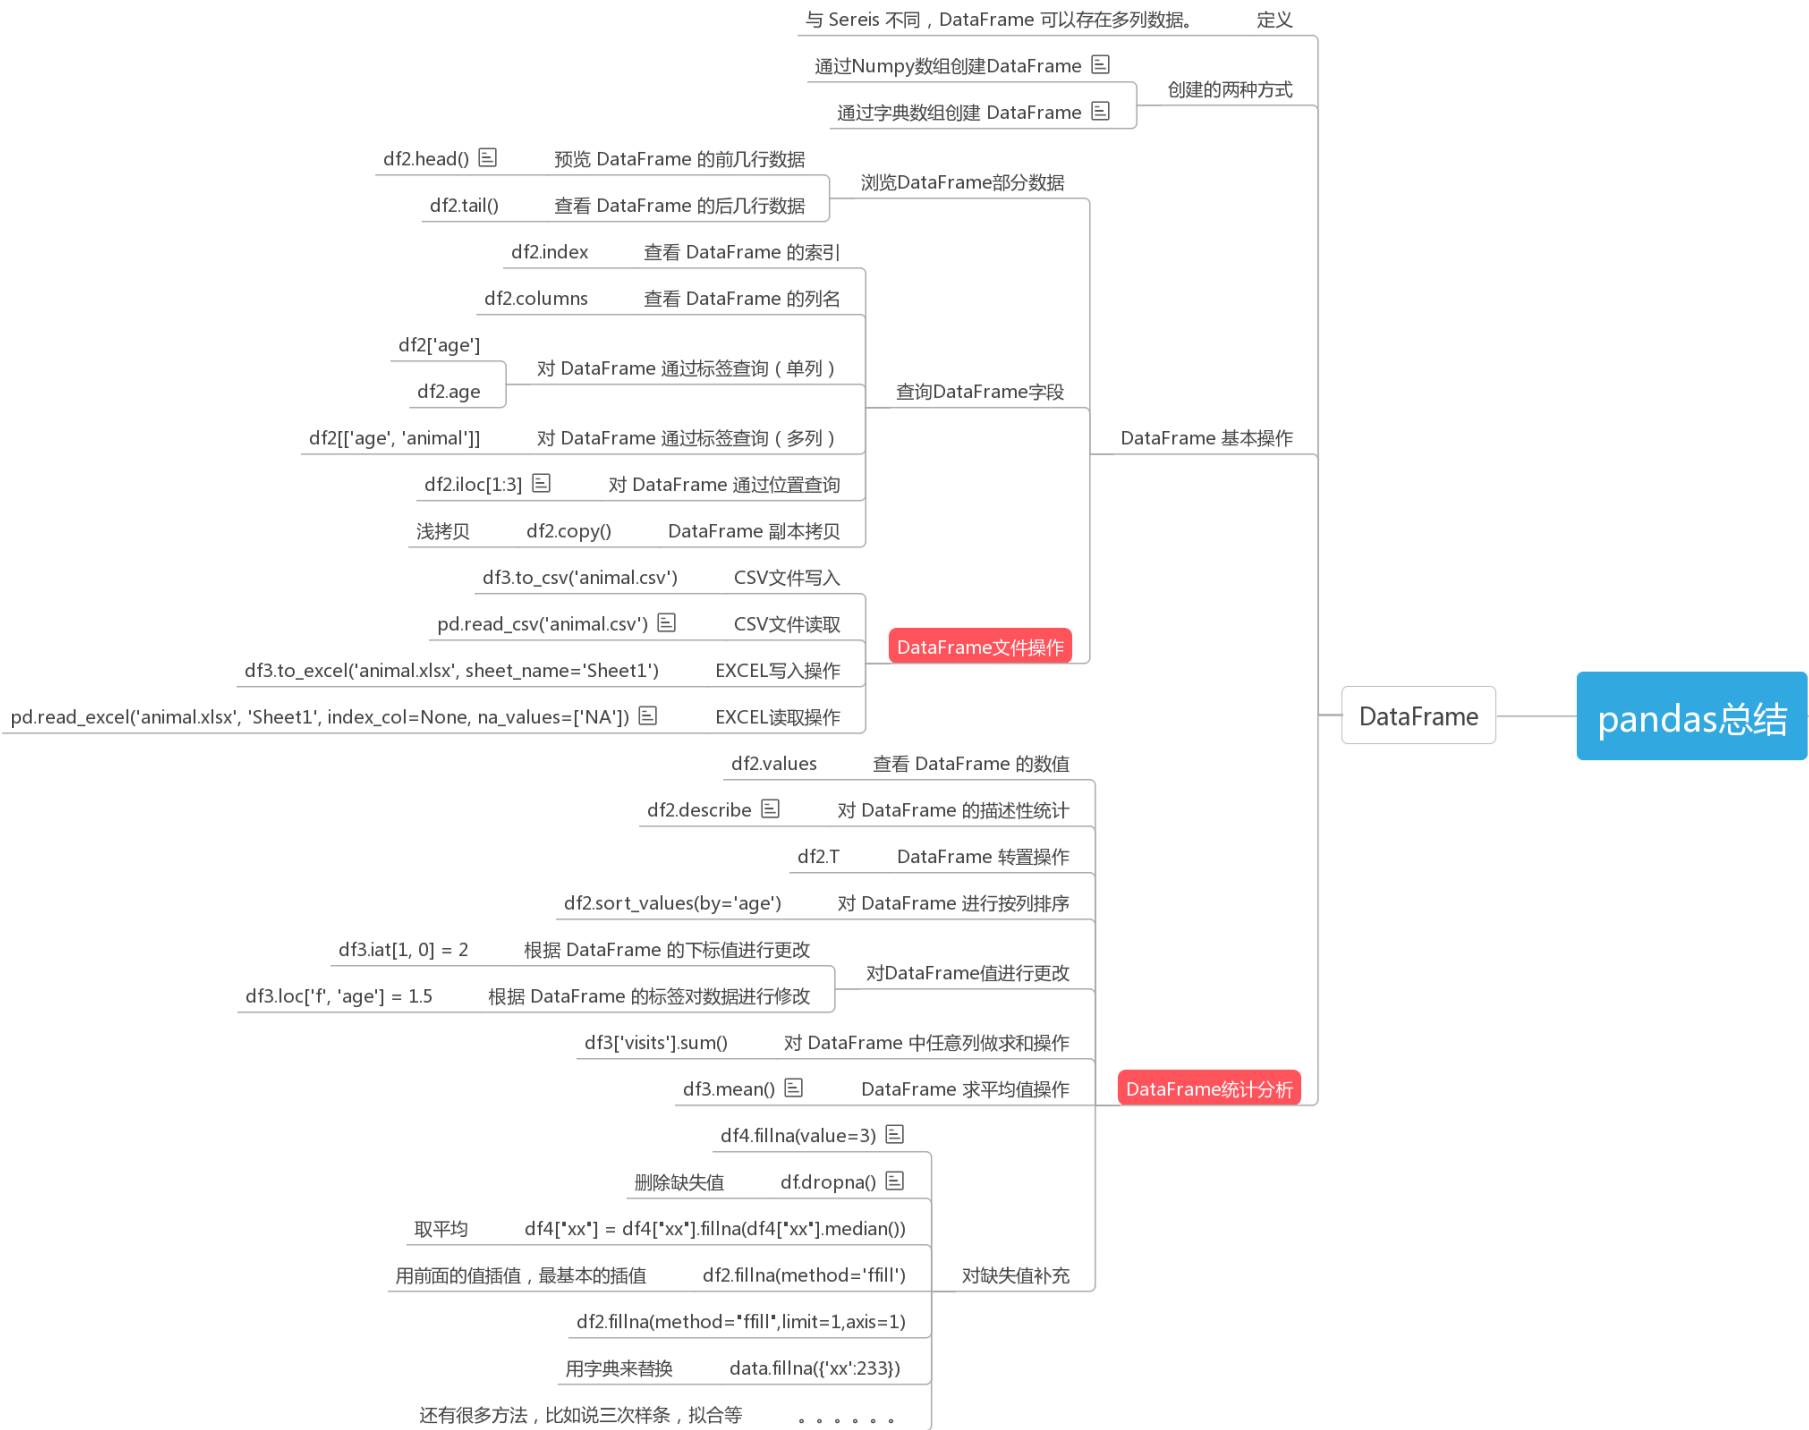 与 Sereis 不同，DataFrame 可以存在多列数据。 定义
通过Numpy数组创建DataFrame
创建的两种方式
通过字典数组创建 DataFrame
df2.head() 预览 DataFrame 的前几行数据
浏览DataFrame部分数据
df2.tail() 查看 DataFrame 的后几行数据
df2.index 查看 DataFrame 的索引
df2.columns 查看 DataFrame 的列名
df2['age']
对 DataFrame 通过标签查询（单列）
df2.age
查询DataFrame字段
df2[['age', 'animal']] 对 DataFrame 通过标签查询（多列）
DataFrame 基本操作
df2.iloc[1:3] 对 DataFrame 通过位置查询
浅拷贝 df2.copy() DataFrame 副本拷贝
df3.to_csv('animal.csv') CSV文件写入
pd.read_csv('animal.csv') CSV文件读取
DataFrame文件操作
df3.to_excel('animal.xlsx', sheet_name='Sheet1') EXCEL写入操作
pd.read_excel('animal.xlsx', 'Sheet1', index_col=None, na_values=['NA']) EXCEL读取操作
DataFrame
pandas总结
df2.values 查看 DataFrame 的数值
df2.describe 对 DataFrame 的描述性统计
df2.T DataFrame 转置操作
df2.sort_values(by='age') 对 DataFrame 进行按列排序
df3.iat[1, 0] = 2 根据 DataFrame 的下标值进行更改
对DataFrame值进行更改
df3.loc['f', 'age'] = 1.5 根据 DataFrame 的标签对数据进行修改
df3['visits'].sum() 对 DataFrame 中任意列做求和操作
df3.mean() DataFrame 求平均值操作
DataFrame统计分析
df4.fillna(value=3)
删除缺失值 df.dropna()
取平均 df4["xx"] = df4["xx"].fillna(df4["xx"].median())
用前面的值插值，最基本的插值 df2.fillna(method='ffill')
对缺失值补充
df2.fillna(method="ffill",limit=1,axis=1)
用字典来替换 data.fillna({'xx':233})
还有很多方法，比如说三次样条，拟合等 。。。。。。